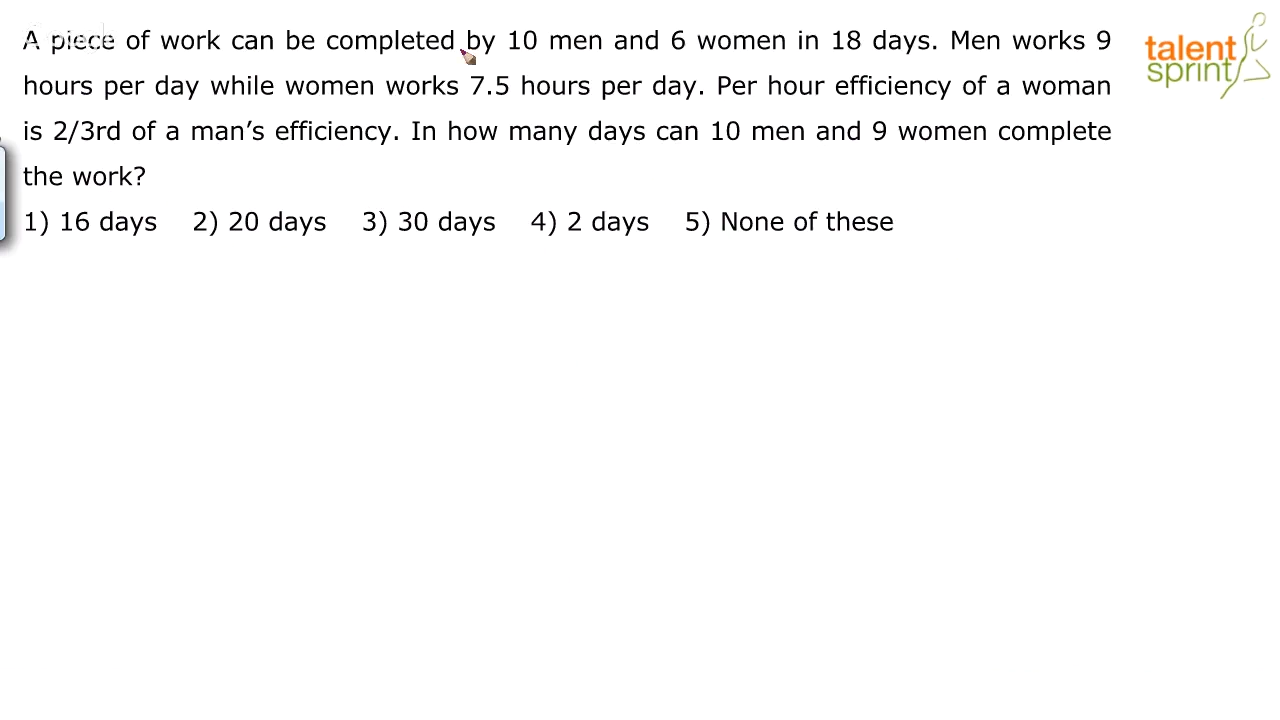 A piece of work can be completed by 10 men and 6 women in 18 days. Men works 9
hours per day while women works 7.5 hours per day. Per hour efficiency of a woman
is 2/3rd of a man's efficiency. In how many days can 10 men and 9 women complete
the work?
1) 16 days 2) 20 days 3) 30 days 4) 2 days 5) None of these
talent
sprint